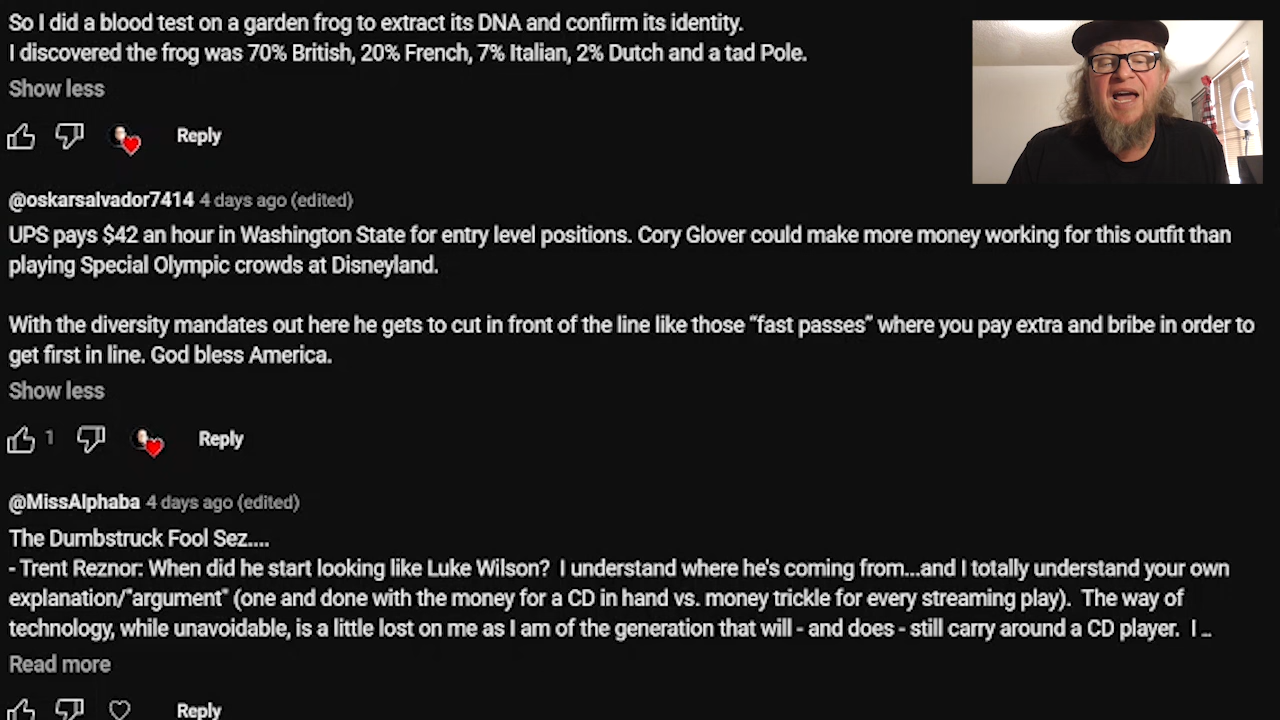 So I did a blood test on a garden frog to extract its DNA and confirm its identity.
I discovered the frog was 70% British, 20% French, 7% Italian, 2% Dutch and a tad Pole.
Show less
Reply
@oskarsalvador7414 4 days ago (edited)
UPS pays $42 an hour in Washington State for entry level positions. Cory Glover could make more money working for this outfit than
playing Special Olympic crowds at Disneyland.
With the diversity mandates out here he gets to cut in front of the line like those “fast passes” where you pay extra and bribe in order to
get first in line. God bless America.
Show less
1 Reply
@MissAlphaba 4 days ago (edited)
The Dumbstruck Fool Sez....
- Trent Reznor: When did he start looking like Luke Wilson?  I understand where he's coming from...and I totally understand your own
explanation/"argument" (one and done with the money for a CD in hand vs. money trickle for every streaming play).  The way of
technology, while unavoidable, is a little lost on me as I am of the generation that will - and does - still carry around a CD player.  I ...
Read more
Reply